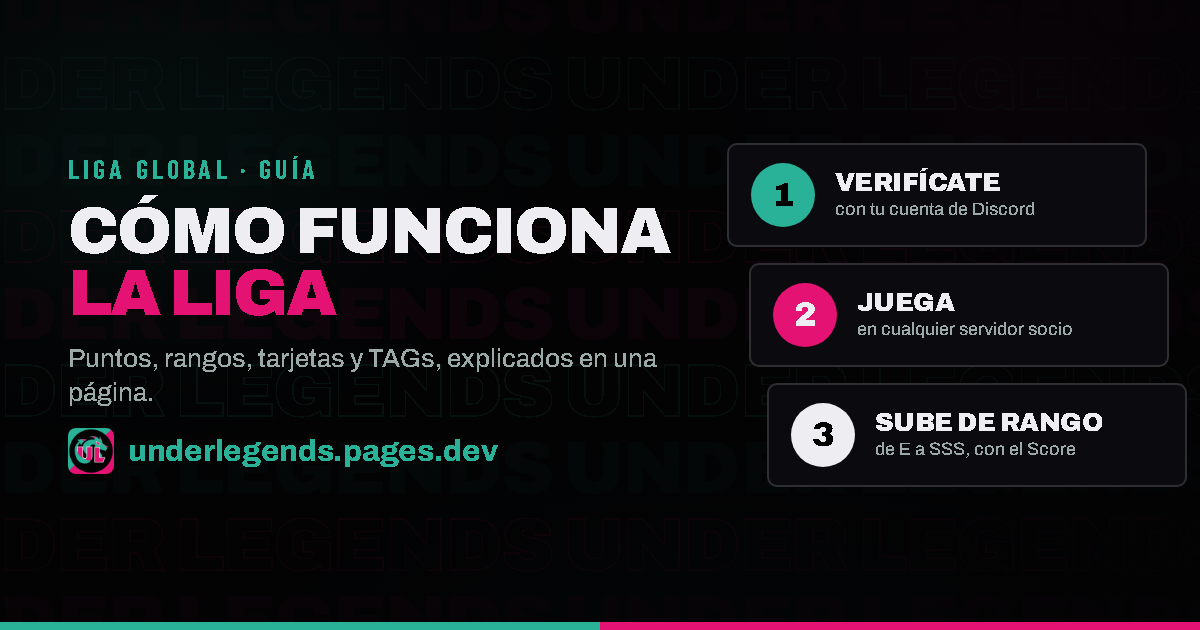 LIGA GLOBAL · GUÍA
CÓMO FUNCIONA
LA LIGA
Puntos, rangos, tarjetas y TAGs, explicados en una
página.
UL
underlegends.pages.dev
1
VERIFÍCATE
con tu cuenta de Discord
2
JUEGA
en cualquier servidor socio
3
SUBE DE RANGO
de E a SSS, con el Score